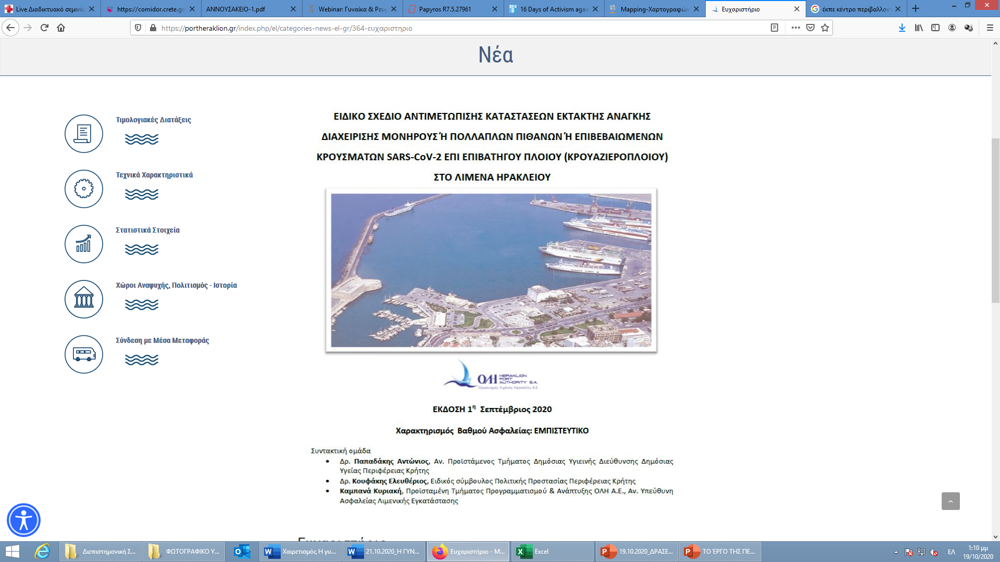 Live Διαδικτυακό σεμινάρ
https://comidor.crete.go
ΑΝΝΟΥΣΑΚΕΙΟ-1.pdf
Webinar: Γυναίκα & Ρευμ
Papyros R7.5.27961
16 Days of Activism again
Mapping-Χαρτογραφών
Ευχαριστήριο
έκπε κέντρο περιβαλλον
https://portheraklion.gr/index.php/el/categories-news-el-gr/364-ευχαριστηριο
Νέα
Τιμολογιακές Διατάξεις
Τεχνικά Χαρακτηριστικά
Στατιστικά Στοιχεία
Χώροι Αναψυχής, Πολιτισμός - Ιστορία
Σύνδεση με Μέσα Μεταφοράς
ΕΙΔΙΚΟ ΣΧΕΔΙΟ ΑΝΤΙΜΕΤΩΠΙΣΗΣ ΚΑΤΑΣΤΑΣΕΩΝ ΕΚΤΑΚΤΗΣ ΑΝΑΓΚΗΣ
ΔΙΑΧΕΙΡΙΣΗΣ ΜΟΝΗΡΟΥΣ Ή ΠΟΛΛΑΠΛΩΝ ΠΙΘΑΝΩΝ Ή ΕΠΙΒΕΒΑΙΩΜΕΝΩΝ
ΚΡΟΥΣΜΑΤΩΝ SARS-CoV-2 ΕΠΙ ΕΠΙΒΑΤΗΓΟΥ ΠΛΟΙΟΥ (ΚΡΟΥΑΖΙΕΡΟΠΛΟΙΟΥ)
ΣΤΟ ΛΙΜΕΝΑ ΗΡΑΚΛΕΙΟΥ
ΟΛΗ HERAKLION
PORT
AUTHORITY S.A.
Οργανισμός Λιμένος Ηρακλείου Α.Ε.
ΕΚΔΟΣΗ 1η Σεπτέμβριος 2020
Χαρακτηρισμός Βαθμού Ασφαλείας: ΕΜΠΙΣΤΕΥΤΙΚΟ
Συντακτική ομάδα
• Δρ. Παπαδάκης Αντώνιος, Αν. Προϊστάμενος Τμήματος Δημόσιας Υγιεινής Διεύθυνσης Δημόσιας
Υγείας Περιφέρειας Κρήτης
• Δρ. Κουφάκης Ελευθέριος, Ειδικός σύμβουλος Πολιτικής Προστασίας Περιφέρειας Κρήτης
• Καμπανά Κυριακή, Προϊσταμένη Τμήματος Προγραμματισμού & Ανάπτυξης ΟΛΗ Α.Ε., Αν. Υπεύθυνη
Ασφαλείας Λιμενικής Εγκατάστασης
Ευχαριστήριο
Διεπιστημονική Σ...
ΦΩΤΟΓΡΑΦΙΚΟ Υ...
Χαιρετισμός Η γυ...
21.10.2020_Η ΓΥΝ...
Ευχαριστήριο - M...
Excel
19.10.2020_ΔΡΑΣΕ...
ΤΟ ΈΡΓΟ ΤΗΣ ΠΕ...
ΕΛ
1:10 μμ
19/10/2020